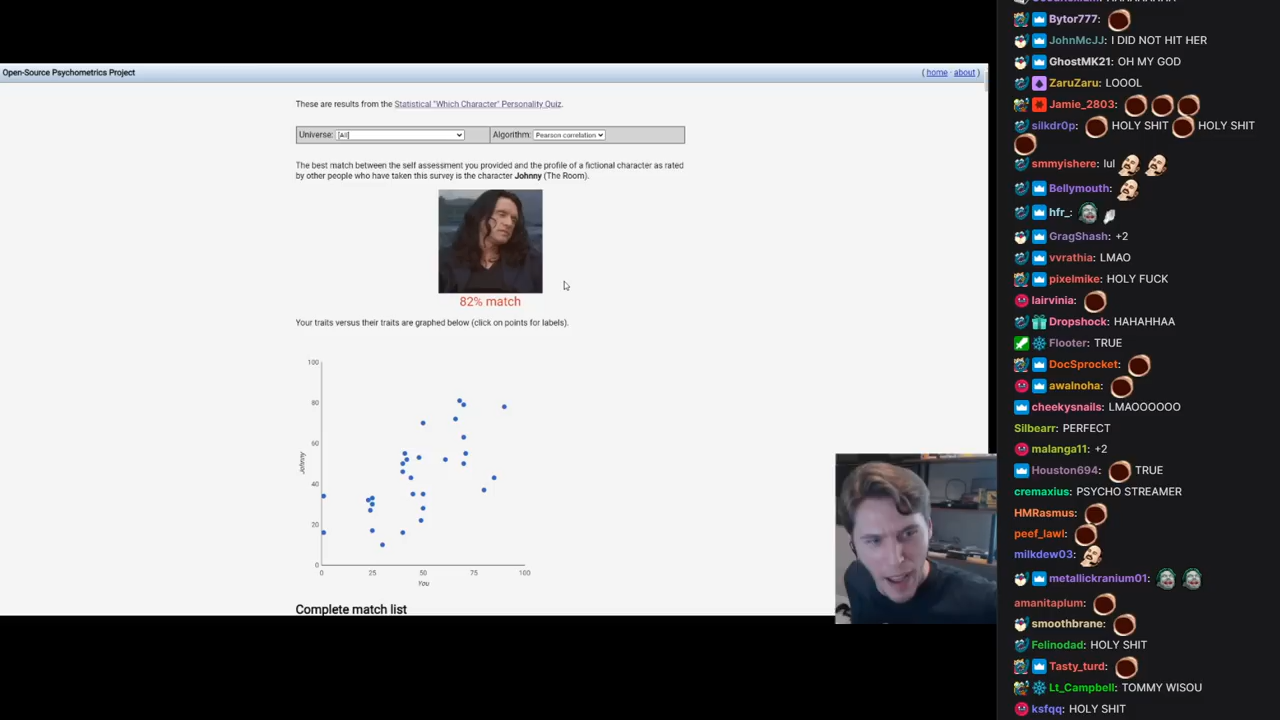 Open-Source Psychometrics Project
( home · about )
These are results from the Statistical "Which Character" Personality Quiz.
Universe: [All]
Algorithm: Pearson correlation
The best match between the self assessment you provided and the profile of a fictional character as rated
by other people who have taken this survey is the character Johnny (The Room).
82% match
Your traits versus their traits are graphed below (click on points for labels).
100
80
60
40
20
0
Johnny
0 25 50 75 100
You
Complete match list
Bytor777:
JohnMcJJ: I DID NOT HIT HER
GhostMK21: OH MY GOD
ZaruZaru: LOOOL
Jamie_2803:
silkdr0p: HOLY SHIT HOLY SHIT
smmyishere: lul
Bellymouth:
hfr_:
GragShash: +2
vvrathia: LMAO
pixelmike: HOLY FUCK
lairvinia:
Dropshock: HAHAHHAA
Flooter: TRUE
DocSprocket:
awalnoha:
cheekysnails: LMAOOOOOO
Silbearr: PERFECT
malanga11: +2
Houston694: TRUE
cremaxius: PSYCHO STREAMER
HMRasmus:
peef_lawl:
milkdew03:
metallickranium01:
amanitaplum:
smoothbrane:
Felinodad: HOLY SHIT
Tasty_turd:
Lt_Campbell: TOMMY WISOU
ksfqq: HOLY SHIT